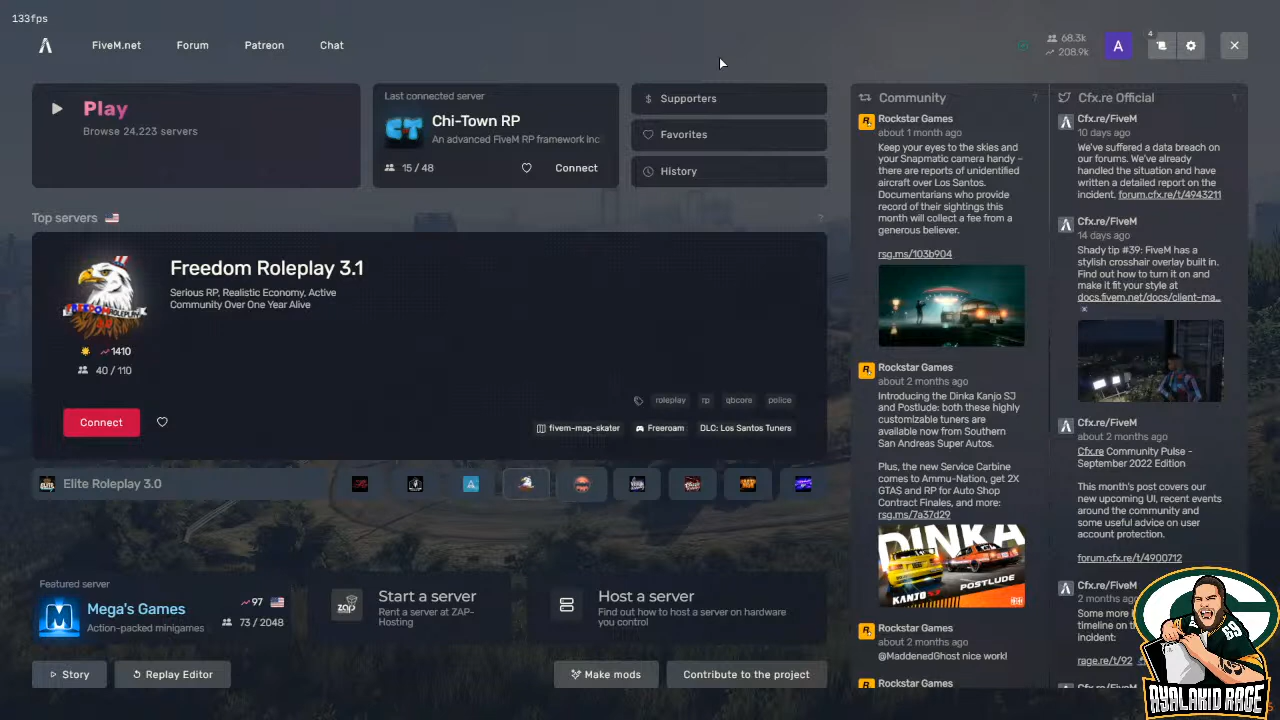 133fps
FiveM.net
Forum
Patreon
Chat
68.3k
208.9k
A
4
Play
Browse 24,223 servers
Last connected server
Chi-Town RP
An advanced FiveM RP framework inc
15 / 48
Connect
$ Supporters
Favorites
History
Top servers
?
Freedom Roleplay 3.1
Serious RP, Realistic Economy, Active
Community Over One Year Alive
1410
40 / 110
Connect
roleplay
rp
qbcore
police
fivem-map-skater
Freeroam
DLC: Los Santos Tuners
Elite Roleplay 3.0
Featured server
Mega's Games
Action-packed minigames
97
73 / 2048
ZAP
Start a server
Rent a server at ZAP-
Hosting
Host a server
Find out how to host a server on hardware
you control
Story
Replay Editor
Make mods
Contribute to the project
Community
?
Rockstar Games
about 1 month ago
Keep your eyes to the skies and
your Snapmatic camera handy –
there are reports of unidentified
aircraft over Los Santos.
Documentarians who provide
record of their sightings this
month will collect a fee from a
generous believer.
rsg.ms/103b904
Rockstar Games
about 2 months ago
Introducing the Dinka Kanjo SJ
and Postlude: both these highly
customizable tuners are
available now from Southern
San Andreas Super Autos.
Plus, the new Service Carbine
comes to Ammu-Nation, get 2X
GTA$ and RP for Auto Shop
Contract Finales, and more:
rsg.ms/7a37d29
DINKA
KANJO SJ
POSTLUDE
Rockstar Games
about 2 months ago
@MaddenedGhost nice work!
Rockstar Games
Cfx.re Official
?
Cfx.re/FiveM
10 days ago
We've suffered a data breach on
our forums. We've already
handled the situation and have
written a detailed report on the
incident. forum.cfx.re/t/4943211
Cfx.re/FiveM
14 days ago
Shady tip #39: FiveM has a
stylish crosshair overlay built in.
Find out how to turn it on and
make it fit your style at
docs.fivem.net/docs/client-ma…
Cfx.re/FiveM
about 2 months ago
Cfx.re Community Pulse -
September 2022 Edition
This month's post covers our
new upcoming UI, recent events
around the community and
some useful advice on user
account protection.
forum.cfx.re/t/4900712
Cfx.re/FiveM
2 months ago
Some more
timeline on t
incident:
rage.re/t/92
Cfx.re/FiveM
AYALAKID RAGE